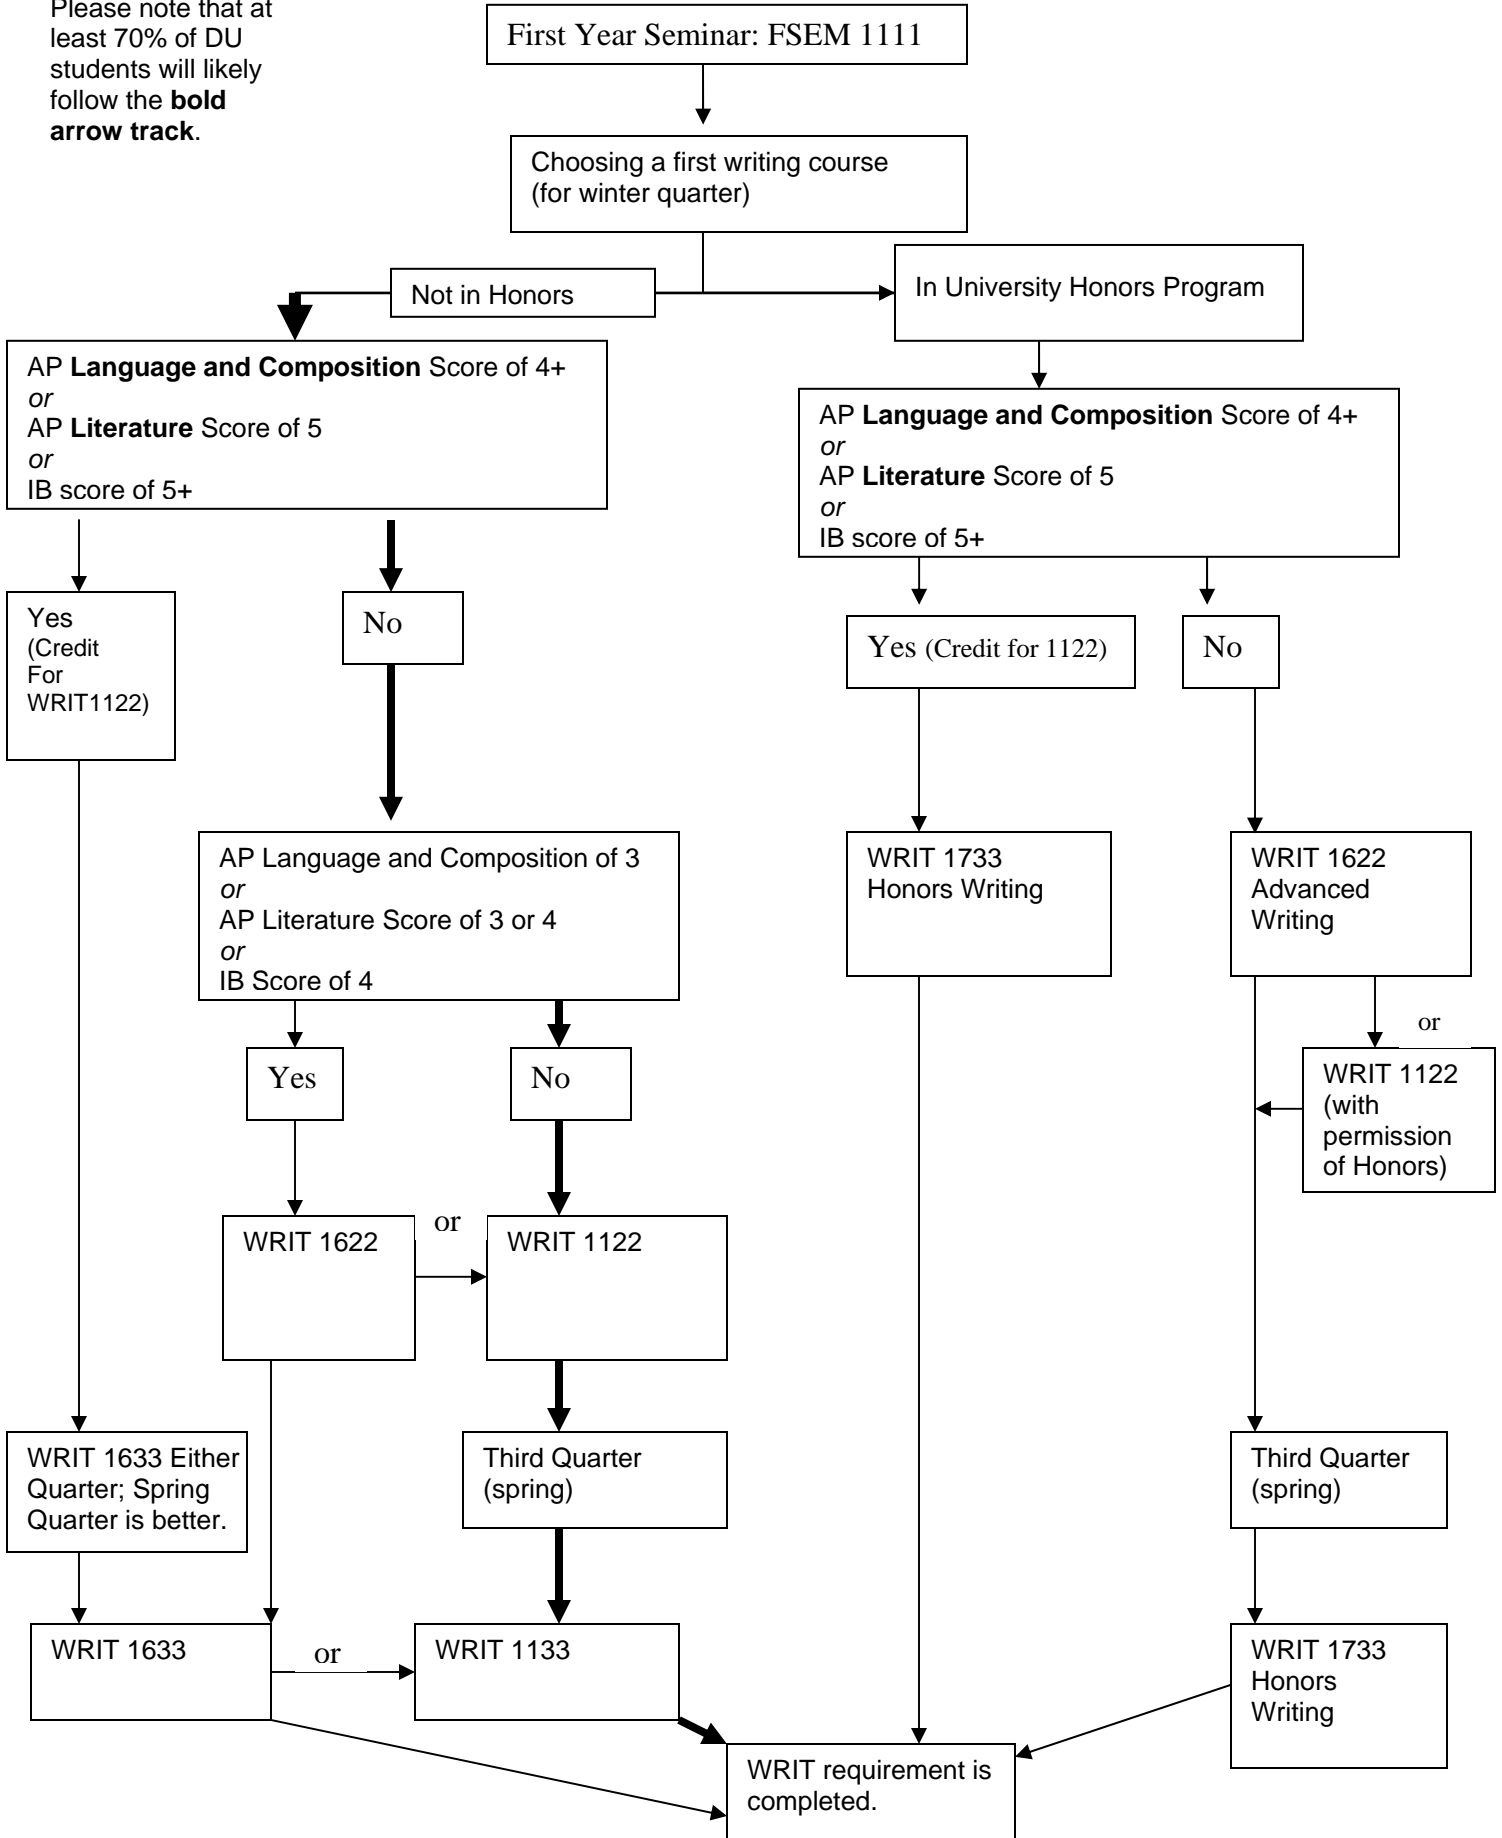 Please note that at
least 70% of DU
students will likely
follow the bold
arrow track.
First Year Seminar: FSEM 1111
Choosing a first writing course
(for winter quarter)
Not in Honors
In University Honors Program
AP Language and Composition Score of 4+
or
AP Literature Score of 5
or
IB score of 5+
AP Language and Composition Score of 4+
or
AP Literature Score of 5
or
IB score of 5+
Yes
(Credit
For
WRIT1122)
No
Yes (Credit for 1122)
No
AP Language and Composition of 3
or
AP Literature Score of 3 or 4
or
IB Score of 4
WRIT 1733
Honors Writing
WRIT 1622
Advanced
Writing
or
Yes
No
WRIT 1122
(with
permission
of Honors)
WRIT 1622
or
WRIT 1122
WRIT 1633 Either
Quarter; Spring
Quarter is better.
Third Quarter
(spring)
Third Quarter
(spring)
WRIT 1633
or
WRIT 1133
WRIT 1733
Honors
Writing
WRIT requirement is
completed.